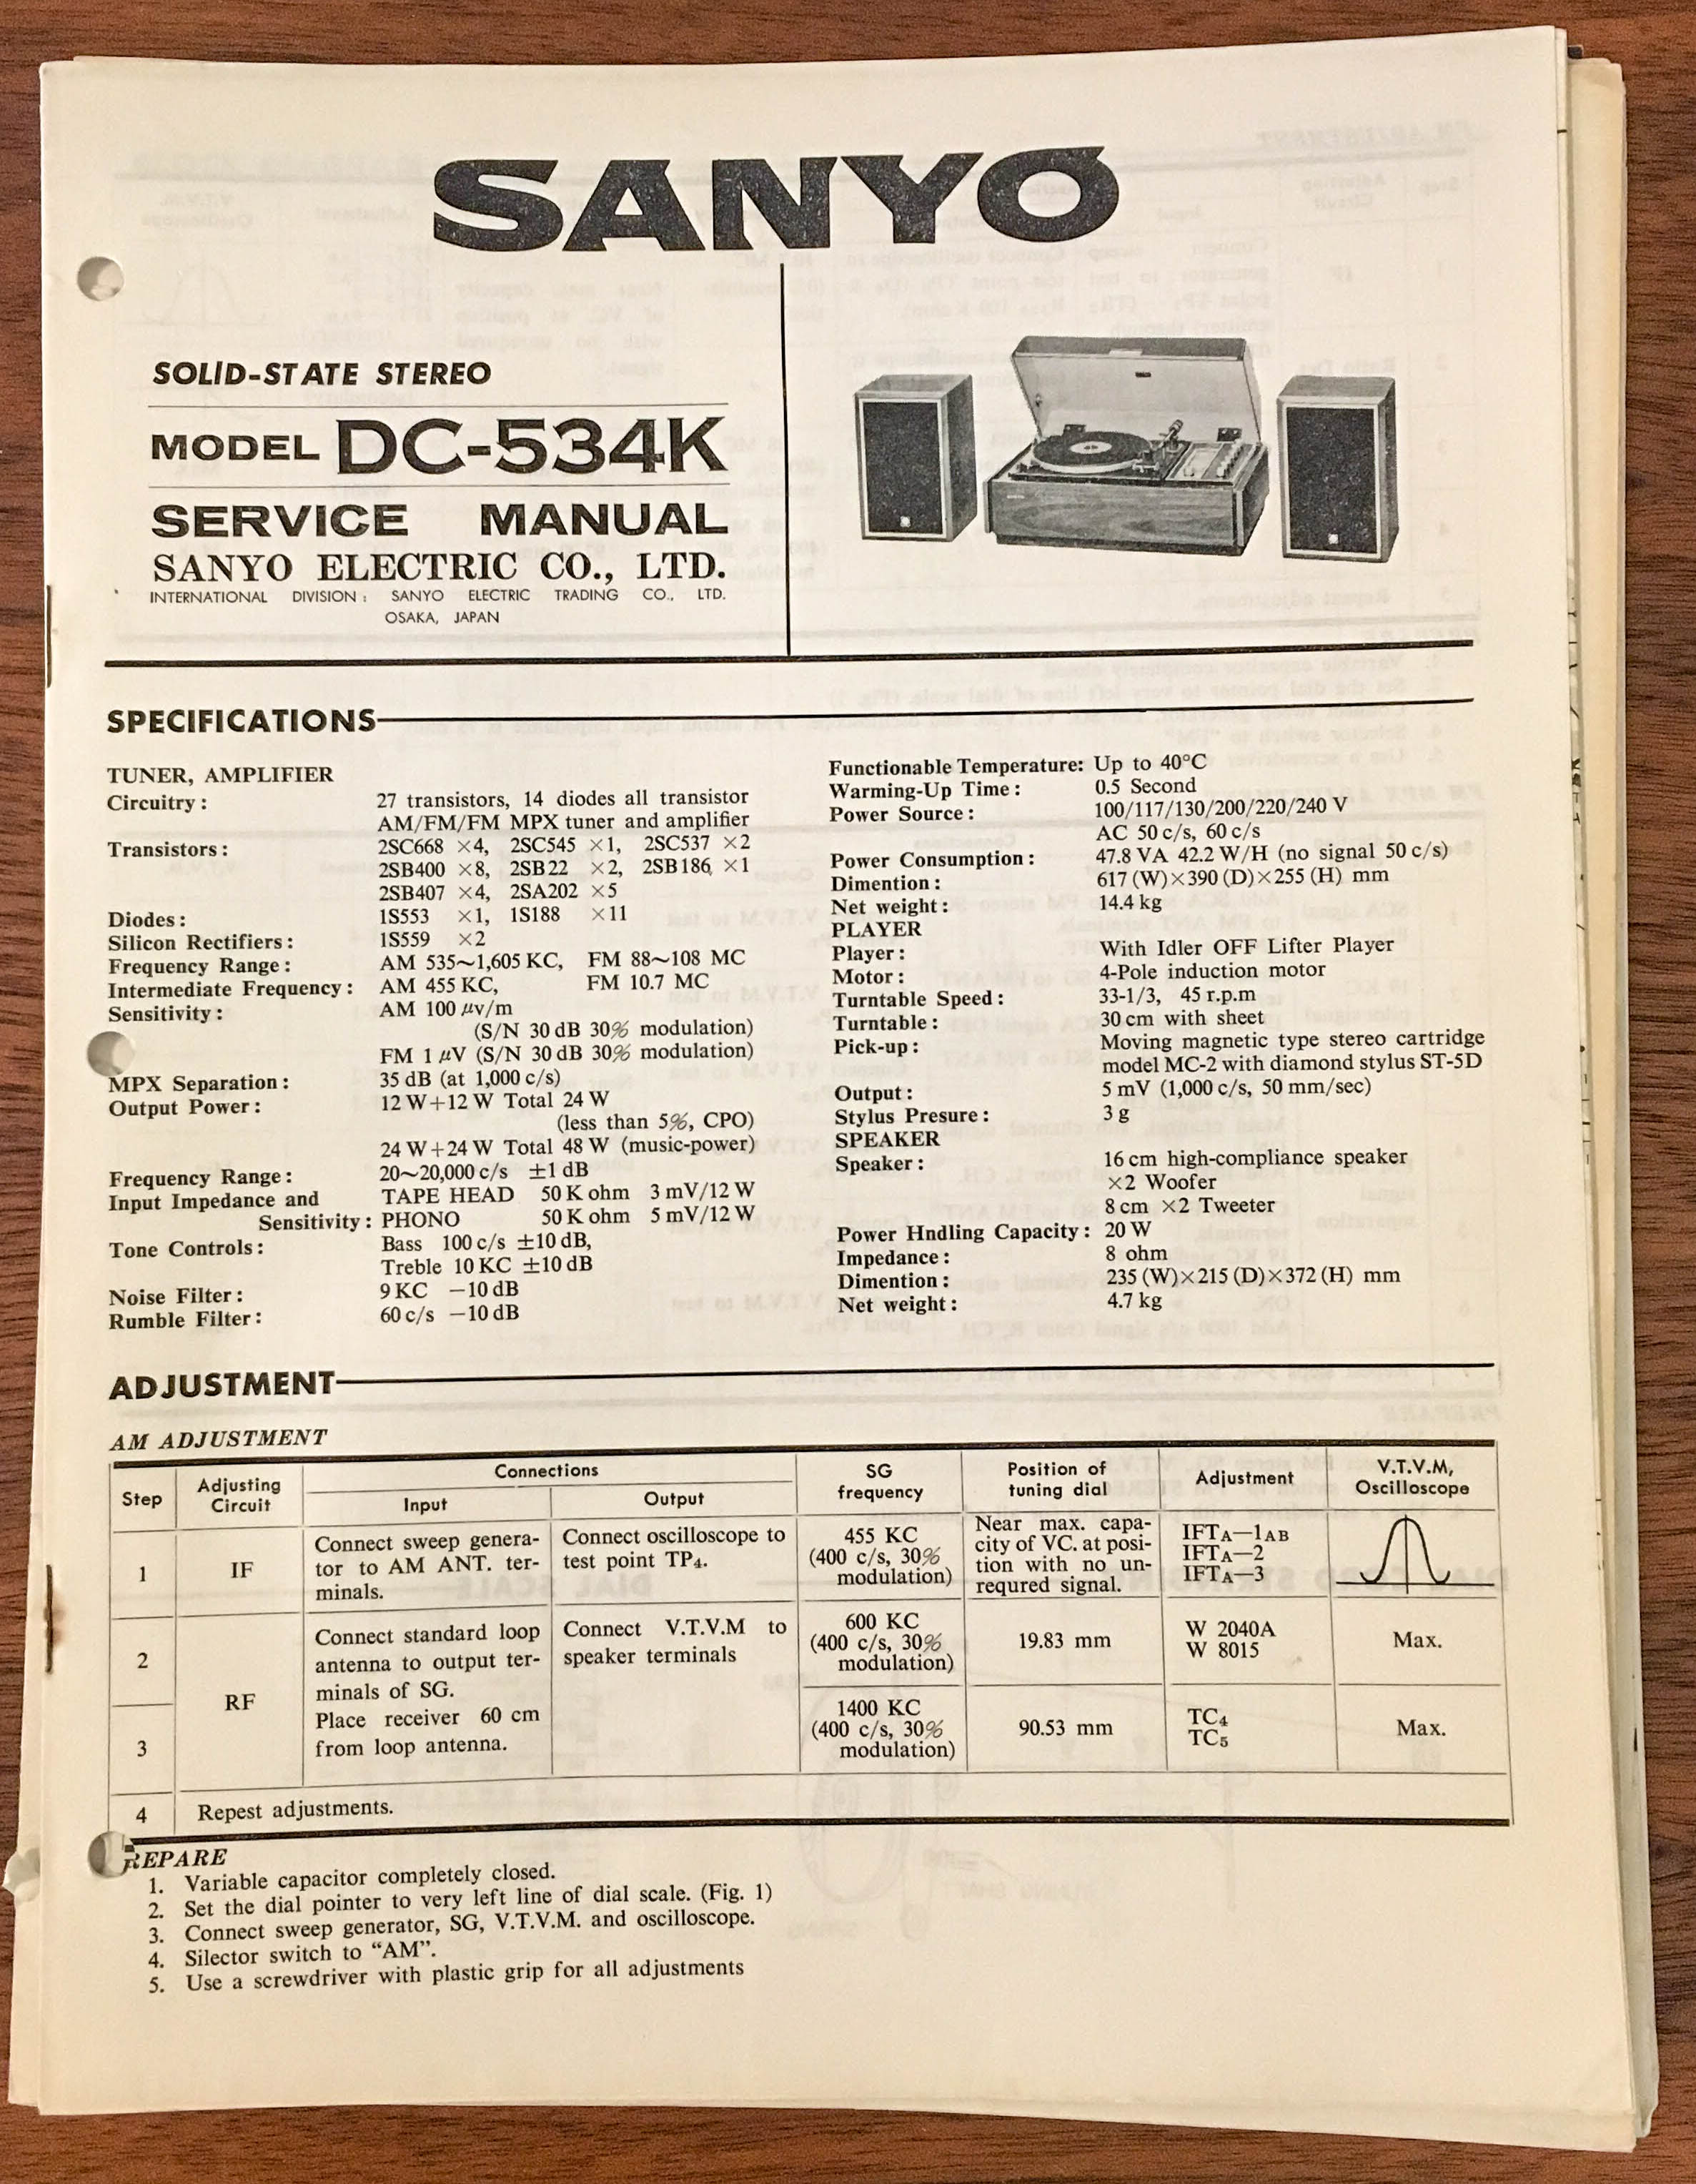 SANYO
SOLID-STATE STEREO
MODEL DC-534K
SERVICE MANUAL
SANYO ELECTRIC CO., LTD.
INTERNATIONAL DIVISION: SANYO ELECTRIC TRADING CO., LTD.
OSAKA, JAPAN
SPECIFICATIONS
TUNER, AMPLIFIER
Circuitry: 27 transistors, 14 diodes all transistor
AM/FM/FM MPX tuner and amplifier
Transistors: 2SC668 ×4, 2SC545 ×1, 2SC537 ×2
2SB400 ×8, 2SB22 ×2, 2SB186 ×1
2SB407 ×4, 2SA202 ×5
Diodes: 1S553 ×1, 1S188 ×11
Silicon Rectifiers: 1S559 ×2
Frequency Range: AM 535~1,605 KC, FM 88~108 MC
Intermediate Frequency: AM 455 KC, FM 10.7 MC
Sensitivity: AM 100 μv/m
(S/N 30 dB 30% modulation)
FM 1 μV (S/N 30 dB 30% modulation)
MPX Separation: 35 dB (at 1,000 c/s)
Output Power: 12 W+12 W Total 24 W
(less than 5%, CPO)
24 W+24 W Total 48 W (music-power)
Frequency Range: 20~20,000 c/s ±1 dB
Input Impedance and TAPE HEAD 50 K ohm 3 mV/12 W
Sensitivity: PHONO 50 K ohm 5 mV/12 W
Tone Controls: Bass 100 c/s ±10 dB,
Treble 10 KC ±10 dB
Noise Filter: 9 KC −10 dB
Rumble Filter: 60 c/s −10 dB
Functionable Temperature: Up to 40°C
Warming-Up Time: 0.5 Second
Power Source: 100/117/130/200/220/240 V
AC 50 c/s, 60 c/s
Power Consumption: 47.8 VA 42.2 W/H (no signal 50 c/s)
Dimention: 617 (W)×390 (D)×255 (H) mm
Net weight: 14.4 kg
PLAYER
Player: With Idler OFF Lifter Player
Motor: 4-Pole induction motor
Turntable Speed: 33-1/3, 45 r.p.m
Turntable: 30 cm with sheet
Pick-up: Moving magnetic type stereo cartridge
model MC-2 with diamond stylus ST-5D
Output: 5 mV (1,000 c/s, 50 mm/sec)
Stylus Presure: 3 g
SPEAKER
Speaker: 16 cm high-compliance speaker
×2 Woofer
8 cm ×2 Tweeter
Power Hndling Capacity: 20 W
Impedance: 8 ohm
Dimention: 235 (W)×215 (D)×372 (H) mm
Net weight: 4.7 kg
ADJUSTMENT
AM ADJUSTMENT
Step
Adjusting
Circuit
Connections
Input
Output
SG
frequency
Position of
tuning dial
Adjustment
V.T.V.M,
Oscilloscope
1
IF
Connect sweep genera-
tor to AM ANT. ter-
minals.
Connect oscilloscope to
test point TP4.
455 KC
(400 c/s, 30%
modulation)
Near max. capa-
city of VC. at posi-
tion with no un-
requred signal.
IFTA—1AB
IFTA—2
IFTA—3
2
RF
Connect standard loop
antenna to output ter-
minals of SG.
Place receiver 60 cm
from loop antenna.
Connect V.T.V.M to
speaker terminals
600 KC
(400 c/s, 30%
modulation)
19.83 mm
W 2040A
W 8015
Max.
3
1400 KC
(400 c/s, 30%
modulation)
90.53 mm
TC4
TC5
Max.
4
Repest adjustments.
REPARE
1. Variable capacitor completely closed.
2. Set the dial pointer to very left line of dial scale. (Fig. 1)
3. Connect sweep generator, SG, V.T.V.M. and oscilloscope.
4. Silector switch to “AM”.
5. Use a screwdriver with plastic grip for all adjustments